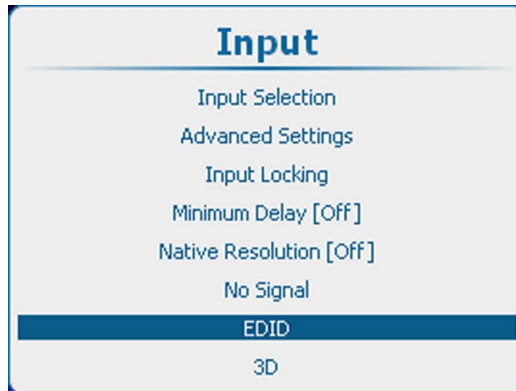 Input
Input Selection
Advanced Settings
Input Locking
Minimum Delay [Off]
Native Resolution [Off]
No Signal
EDID
3D